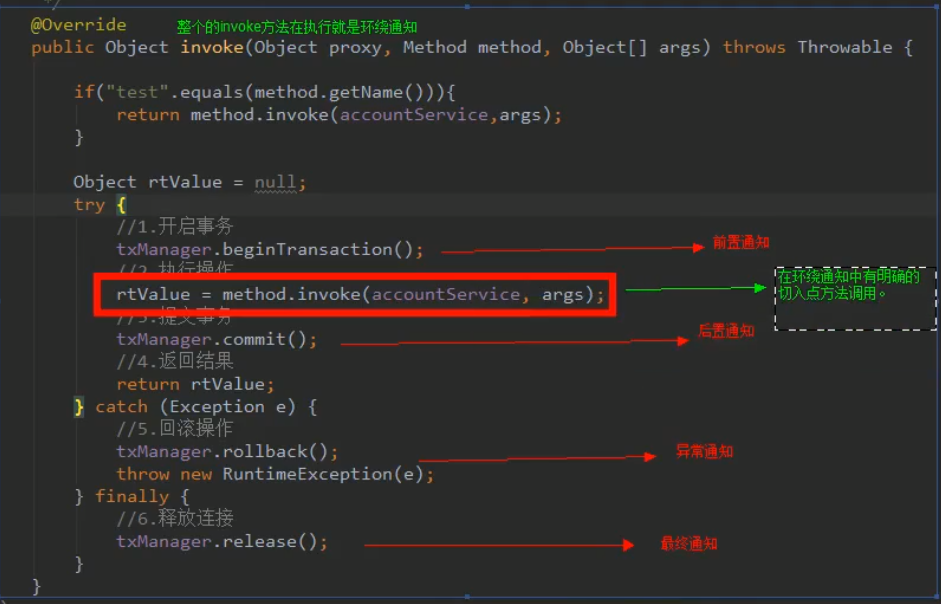 */
@Override 整个的invoke方法在执行就是环绕通知
public Object invoke(Object proxy, Method method, Object[] args) throws Throwable {
if("test".equals(method.getName())){
return method.invoke(accountService,args);
}
Object rtValue = null;
try {
//1.开启事务
txManager.beginTransaction(); 前置通知
//2.执行操作
rtValue = method.invoke(accountService, args); 在环绕通知中有明确的
切入点方法调用。
//3.提交事务
txManager.commit(); 后置通知
//4.返回结果
return rtValue;
} catch (Exception e) {
//5.回滚操作
txManager.rollback(); 异常通知
throw new RuntimeException(e);
} finally {
//6.释放连接
txManager.release(); 最终通知
}
}